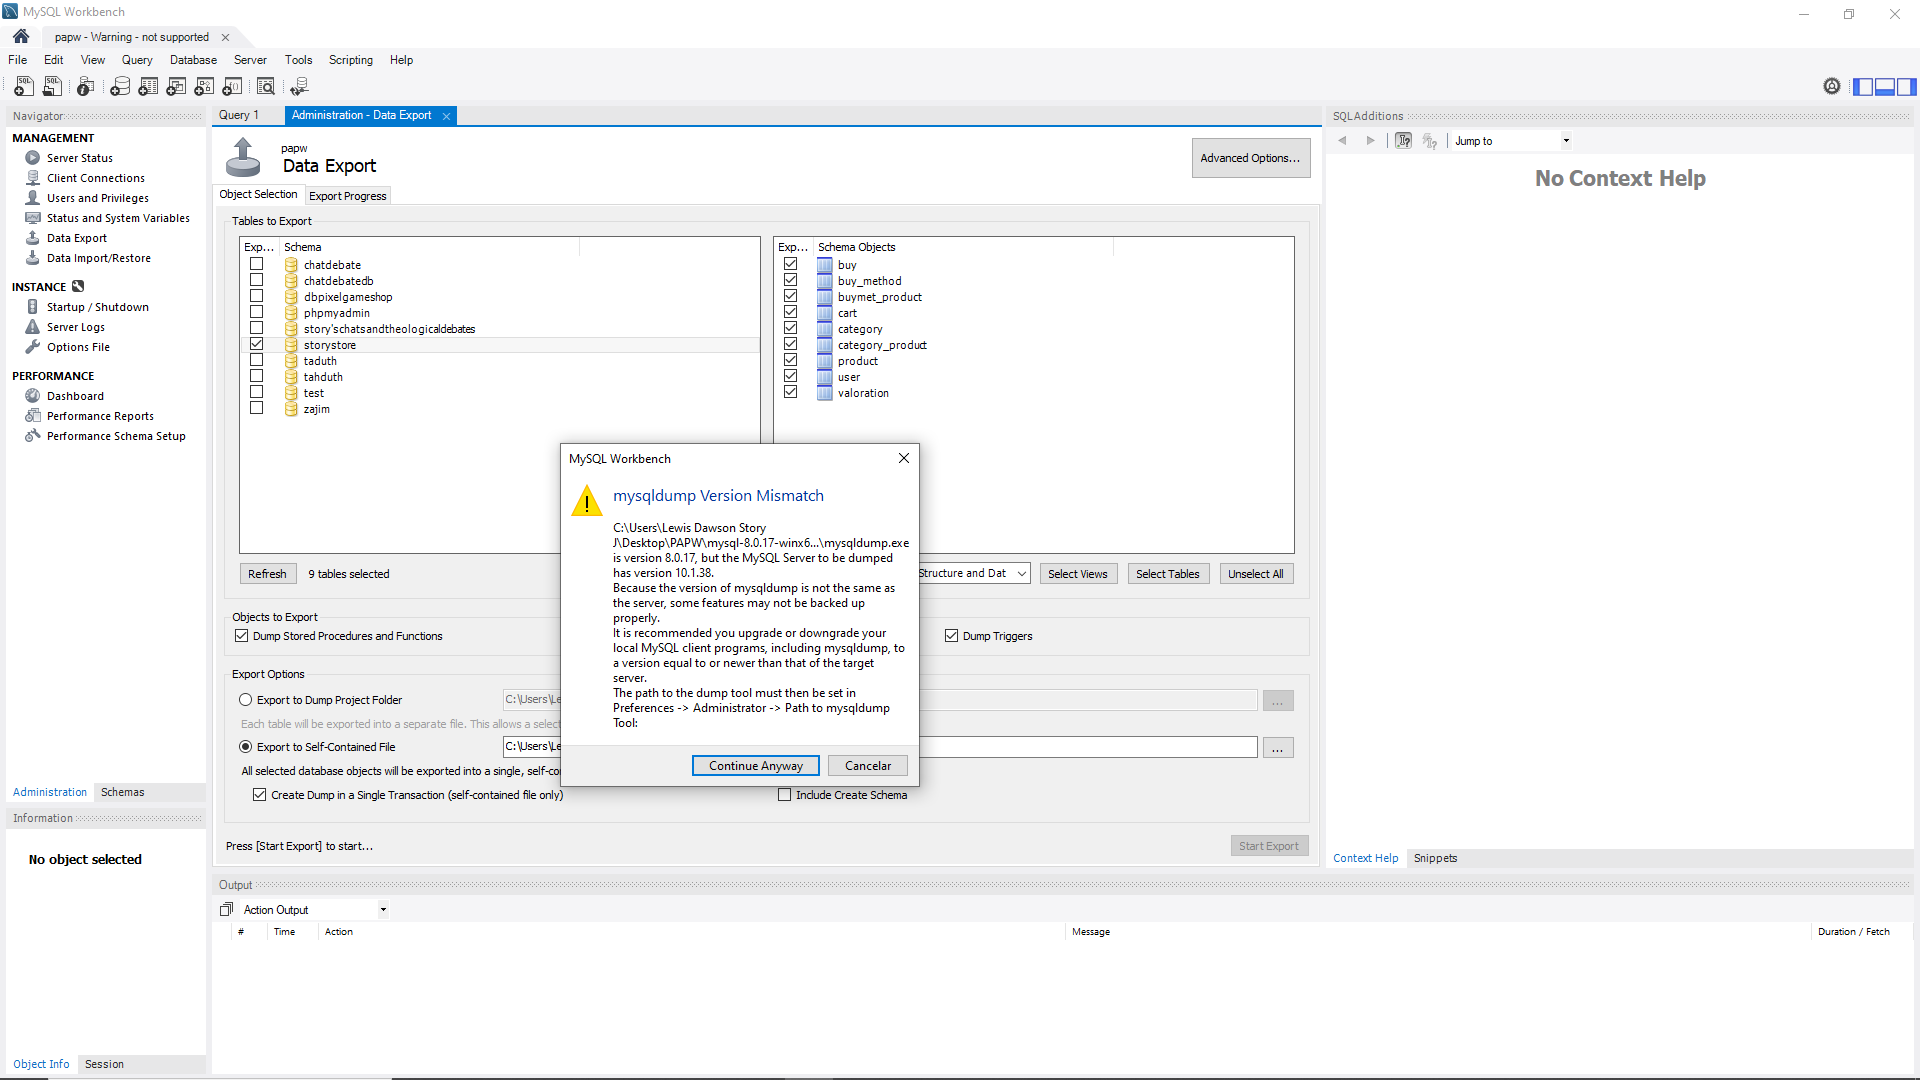 MySQL Workbench
papw - Warning - not supported
File Edit View Query Database Server Tools Scripting Help
Navigator
MANAGEMENT
Server Status
Client Connections
Users and Privileges
Status and System Variables
Data Export
Data Import/Restore
INSTANCE
Startup / Shutdown
Server Logs
Options File
PERFORMANCE
Dashboard
Performance Reports
Performance Schema Setup
Administration Schemas
Information
No object selected
Object Info Session
Query 1 Administration - Data Export
papw
Data Export
Advanced Options...
Object Selection Export Progress
Tables to Export
Exp... Schema
chatdebate
chatdebatedb
dbpixelgameshop
phpmyadmin
story'schatsandtheologicaldebates
storystore
taduth
tahduth
test
zajim
Exp... Schema Objects
buy
buy_method
buymet_product
cart
category
category_product
product
user
valoration
Refresh 9 tables selected
Structure and Dat Select Views Select Tables Unselect All
Objects to Export
Dump Stored Procedures and Functions
Dump Triggers
Export Options
Export to Dump Project Folder C:\Users\Le
...
Each table will be exported into a separate file. This allows a select
Export to Self-Contained File C:\Users\Le
...
All selected database objects will be exported into a single, self-co
Create Dump in a Single Transaction (self-contained file only) Include Create Schema
Press [Start Export] to start... Start Export
MySQL Workbench
mysqldump Version Mismatch
C:\Users\Lewis Dawson Story
J\Desktop\PAPW\mysql-8.0.17-winx6...\mysqldump.exe
is version 8.0.17, but the MySQL Server to be dumped
has version 10.1.38.
Because the version of mysqldump is not the same as
the server, some features may not be backed up
properly.
It is recommended you upgrade or downgrade your
local MySQL client programs, including mysqldump, to
a version equal to or newer than that of the target
server.
The path to the dump tool must then be set in
Preferences -> Administrator -> Path to mysqldump
Tool:
Continue Anyway Cancelar
SQLAdditions
Jump to
No Context Help
Context Help Snippets
Output
Action Output
# Time Action Message Duration / Fetch